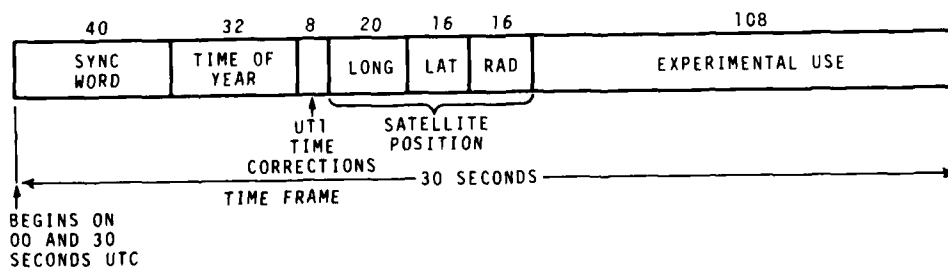 40 32 8 20 16 16 108
SYNC WORD
TIME OF YEAR
LONG
LAT
RAD
EXPERIMENTAL USE
UT1
TIME
CORRECTIONS
SATELLITE
POSITION
30 SECONDS
TIME FRAME
BEGINS ON
00 AND 30
SECONDS UTC